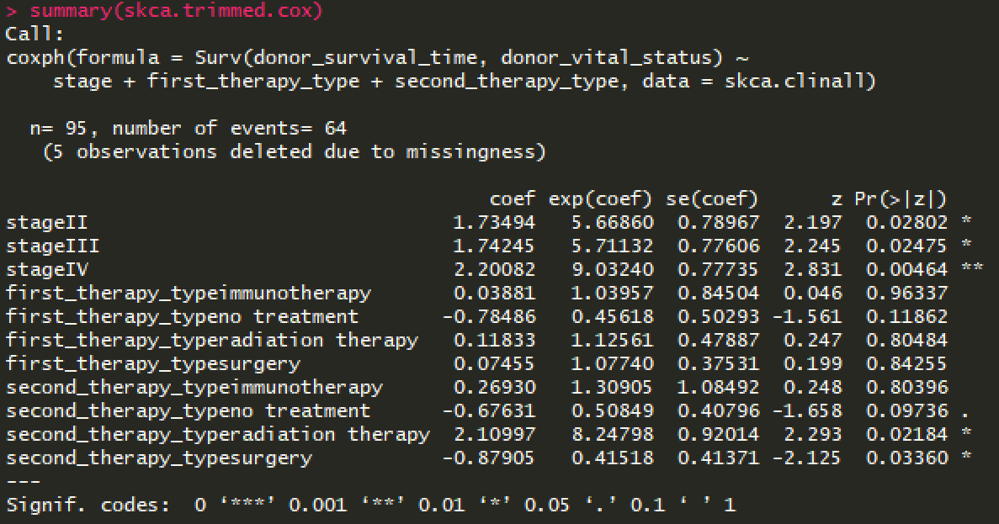 > summary(skca.trimmed.cox)
Call:
coxph(formula = Surv(donor_survival_time, donor_vital_status) ~
    stage + first_therapy_type + second_therapy_type, data = skca.clinall)

  n= 95, number of events= 64
   (5 observations deleted due to missingness)

                                        coef exp(coef) se(coef)      z Pr(>|z|)
stageII                              1.73494   5.66860  0.78967  2.197  0.02802 *
stageIII                             1.74245   5.71132  0.77606  2.245  0.02475 *
stageIV                              2.20082   9.03240  0.77735  2.831  0.00464 **
first_therapy_typeimmunotherapy      0.03881   1.03957  0.84504  0.046  0.96337
first_therapy_typeno treatment      -0.78486   0.45618  0.50293 -1.561  0.11862
first_therapy_typeradiation therapy  0.11833   1.12561  0.47887  0.247  0.80484
first_therapy_typesurgery            0.07455   1.07740  0.37531  0.199  0.84255
second_therapy_typeimmunotherapy     0.26930   1.30905  1.08492  0.248  0.80396
second_therapy_typeno treatment     -0.67631   0.50849  0.40796 -1.658  0.09736 .
second_therapy_typeradiation therapy 2.10997   8.24798  0.92014  2.293  0.02184 *
second_therapy_typesurgery          -0.87905   0.41518  0.41371 -2.125  0.03360 *
---
Signif. codes:  0 ‘***’ 0.001 ‘**’ 0.01 ‘*’ 0.05 ‘.’ 0.1 ‘ ’ 1